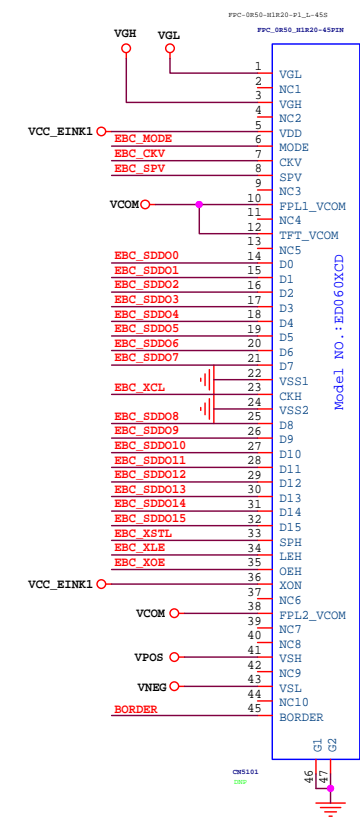 FPC-0R50-H1R20-P1_L-45S
FPC_0R50_H1R20-45PIN
VGH
VGL
1 VGL
2 NC1
3 VGH
4 NC2
VCC_EINK1 5 VDD
EBC_MODE 6 MODE
EBC_CKV 7 CKV
EBC_SPV 8 SPV
9 NC3
VCOM 10 FPL1_VCOM
11 NC4
12 TFT_VCOM
13 NC5
EBC_SDDO0 14 D0
EBC_SDDO1 15 D1
EBC_SDDO2 16 D2
EBC_SDDO3 17 D3
EBC_SDDO4 18 D4
EBC_SDDO5 19 D5
EBC_SDDO6 20 D6
EBC_SDDO7 21 D7
22 VSS1
EBC_XCL 23 CKH
24 VSS2
EBC_SDDO8 25 D8
EBC_SDDO9 26 D9
EBC_SDDO10 27 D10
EBC_SDDO11 28 D11
EBC_SDDO12 29 D12
EBC_SDDO13 30 D13
EBC_SDDO14 31 D14
EBC_SDDO15 32 D15
EBC_XSTL 33 SPH
EBC_XLE 34 LEH
EBC_XOE 35 OEH
VCC_EINK1 36 XON
37 NC6
VCOM 38 FPL2_VCOM
39 NC7
40 NC8
VPOS 41 VSH
42 NC9
VNEG 43 VSL
44 NC10
BORDER 45 BORDER
Model NO.:ED060XCD
G1 G2
46 47
CN5101